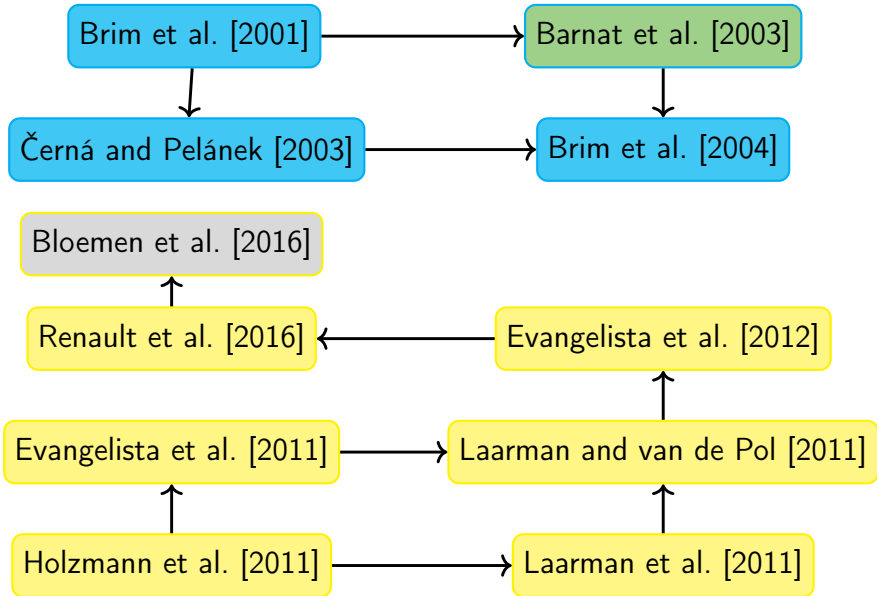 Brim et al. [2001]
Barnat et al. [2003]
Černá and Pelánek [2003]
Brim et al. [2004]
Bloemen et al. [2016]
Renault et al. [2016]
Evangelista et al. [2012]
Evangelista et al. [2011]
Laarman and van de Pol [2011]
Holzmann et al. [2011]
Laarman et al. [2011]